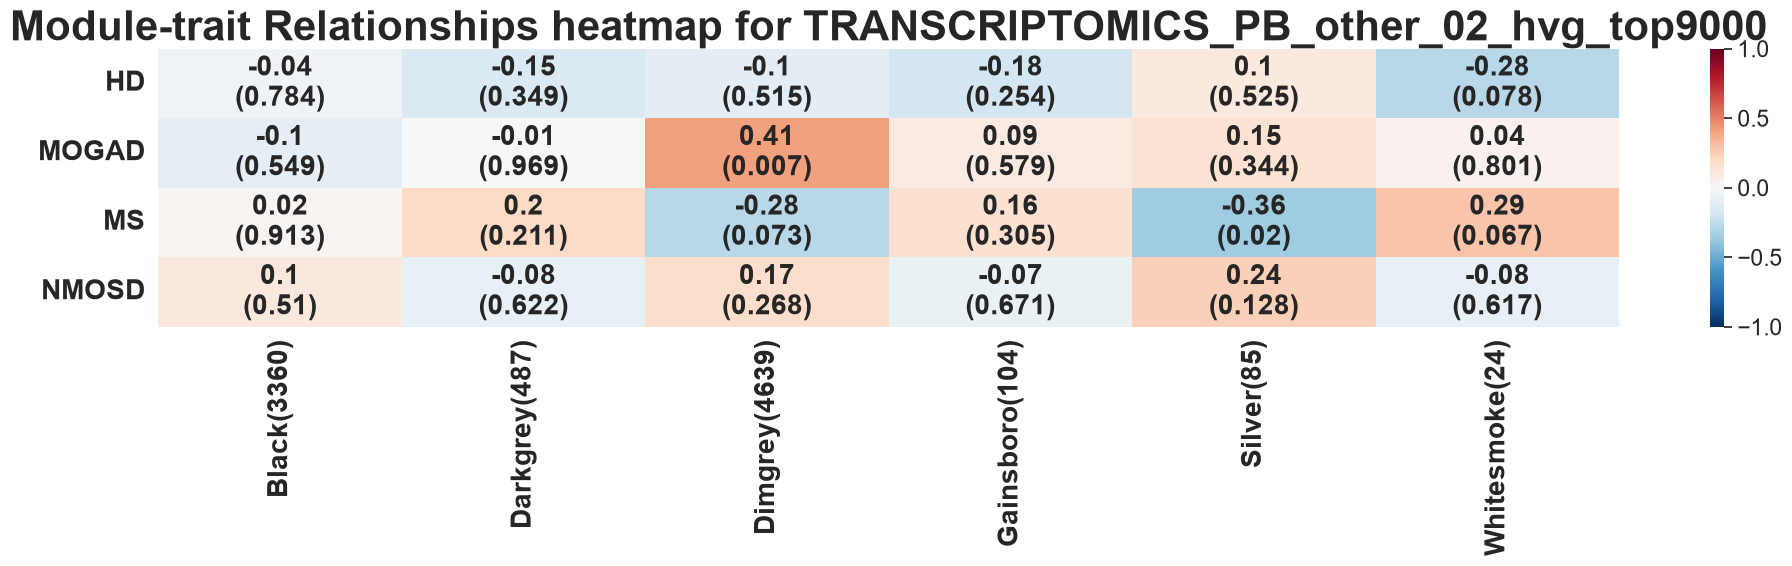 Module-trait Relationships heatmap for TRANSCRIPTOMICS_PB_other_02_hvg_top9000
HD
-0.04 -0.15 -0.1 -0.18 0.1 -0.28
(0.784) (0.349) (0.515) (0.254) (0.525) (0.078)
MOGAD
-0.1 -0.01 0.41 0.09 0.15 0.04
(0.549) (0.969) (0.007) (0.579) (0.344) (0.801)
MS
0.02 0.2 -0.28 0.16 -0.36 0.29
(0.913) (0.211) (0.073) (0.305) (0.02) (0.067)
NMOSD
0.1 -0.08 0.17 -0.07 0.24 -0.08
(0.51) (0.622) (0.268) (0.671) (0.128) (0.617)
Black(3360)
Darkgrey(487)
Dimgrey(4639)
Gainsboro(104)
Silver(85)
Whitesmoke(24)
1.0
0.5
0.0
−0.5
−1.0